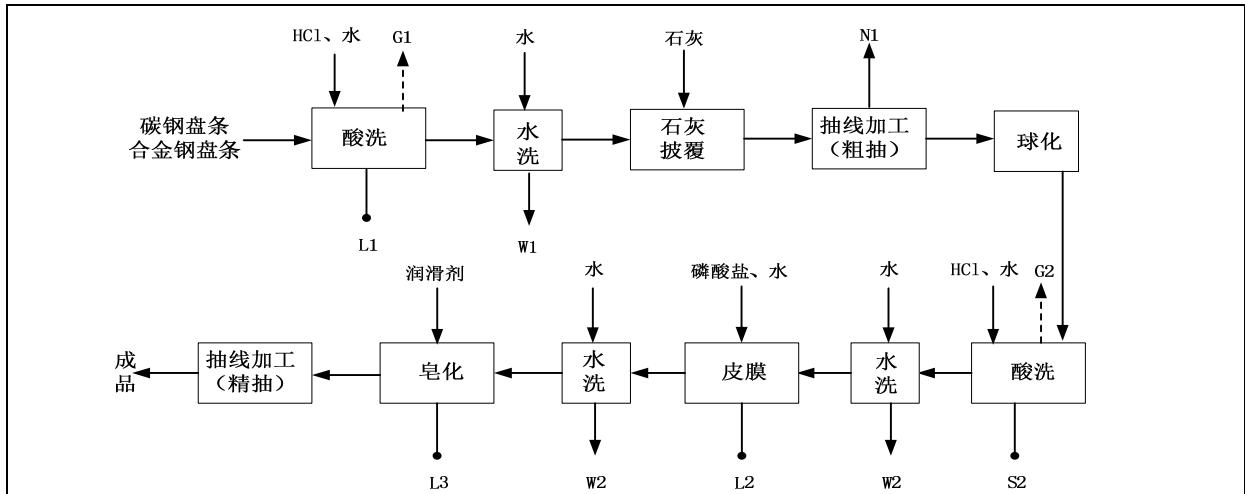 HCl、水
G1
水
石灰
N1
碳钢盘条
合金钢盘条
酸洗
水
洗
石灰
披覆
抽线加工
（粗抽）
球化
L1
W1
润滑剂
水
磷酸盐、水
水
HCl、水
G2
成
品
抽线加工
（精抽）
皂化
水
洗
皮膜
水
洗
酸洗
L3
W2
L2
W2
S2